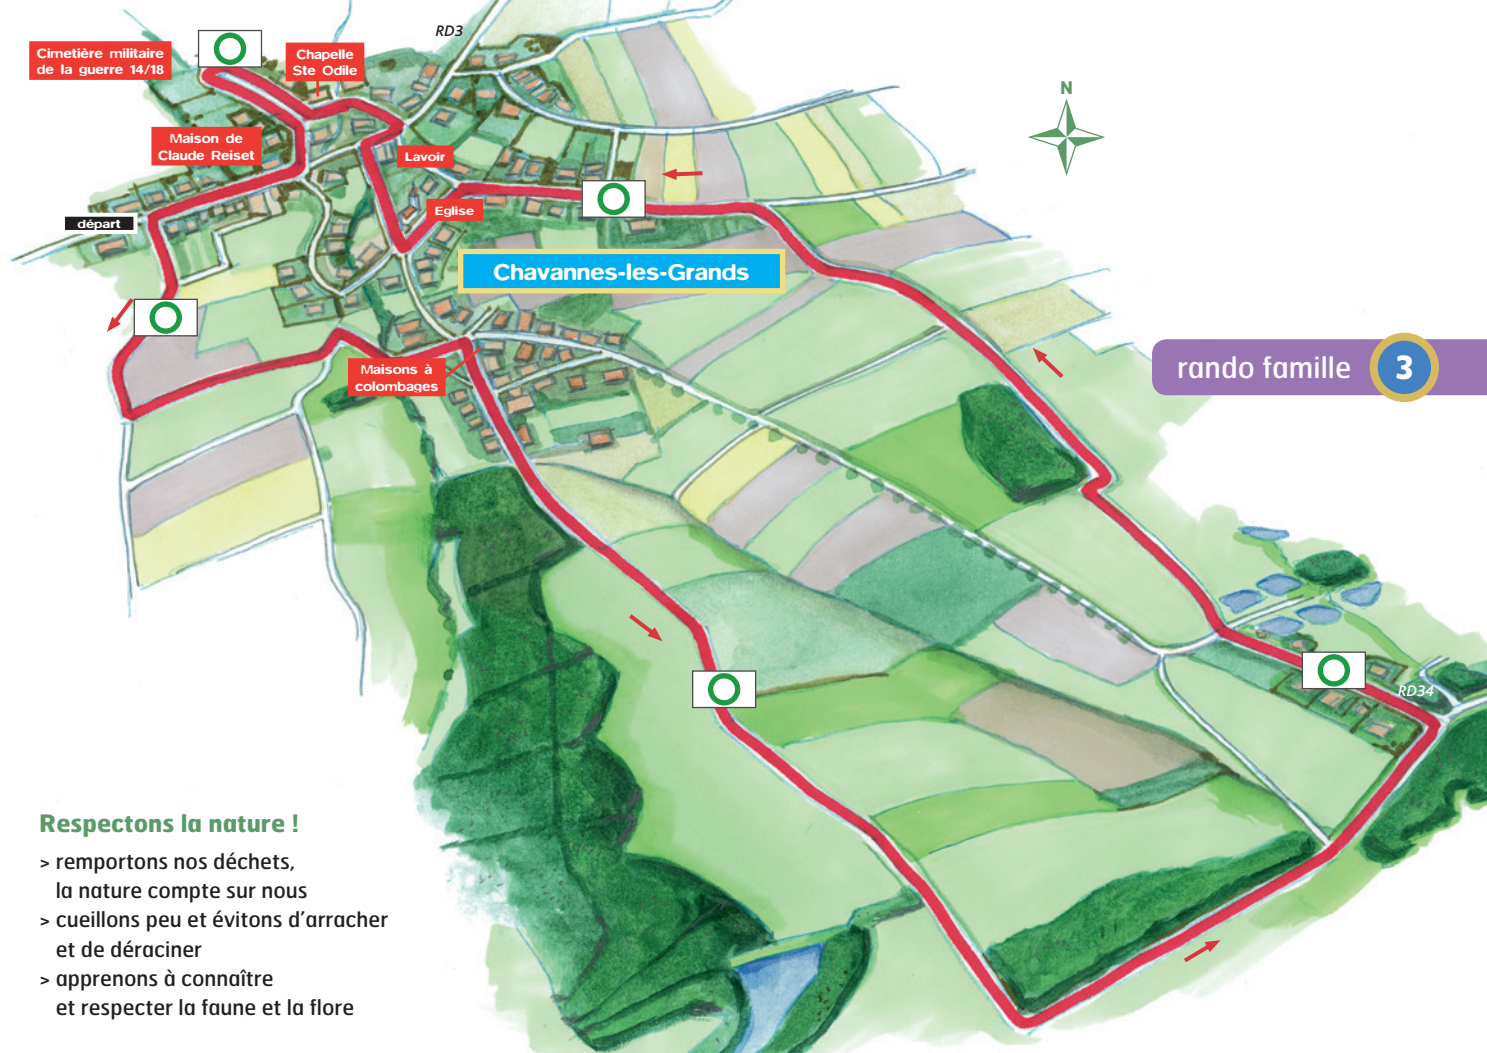 RD3
Cimetière militaire
de la guerre 14/18
Chapelle
Ste Odile
N
Maison de
Claude Reiset
Lavoir
Eglise
départ
Chavannes-les-Grands
Maisons à
colombages
rando famille 3
RD34
Respectons la nature !
> remportons nos déchets,
la nature compte sur nous
> cueillons peu et évitons d'arracher
et de déraciner
> apprenons à connaître
et respecter la faune et la flore